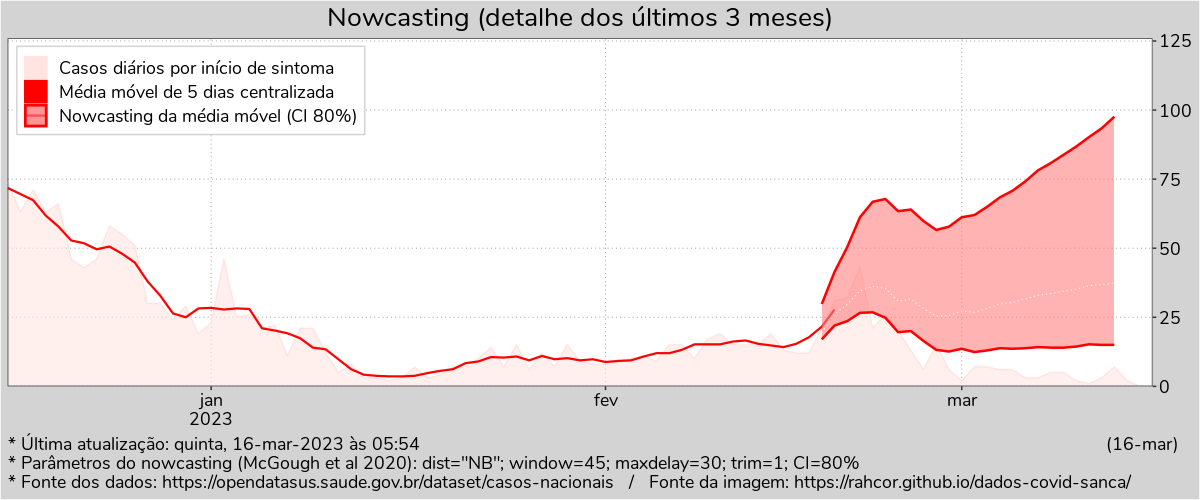 Nowcasting (detalhe dos últimos 3 meses)
Casos diários por início de sintoma
Média móvel de 5 dias centralizada
Nowcasting da média móvel (CI 80%)
125
100
75
50
25
0
jan
2023
fev
mar
* Última atualização: quinta, 16-mar-2023 às 05:54
(16-mar)
* Parâmetros do nowcasting (McGough et al 2020): dist="NB"; window=45; maxdelay=30; trim=1; CI=80%
* Fonte dos dados: https://opendatasus.saude.gov.br/dataset/casos-nacionais / Fonte da imagem: https://rahcor.github.io/dados-covid-sanca/